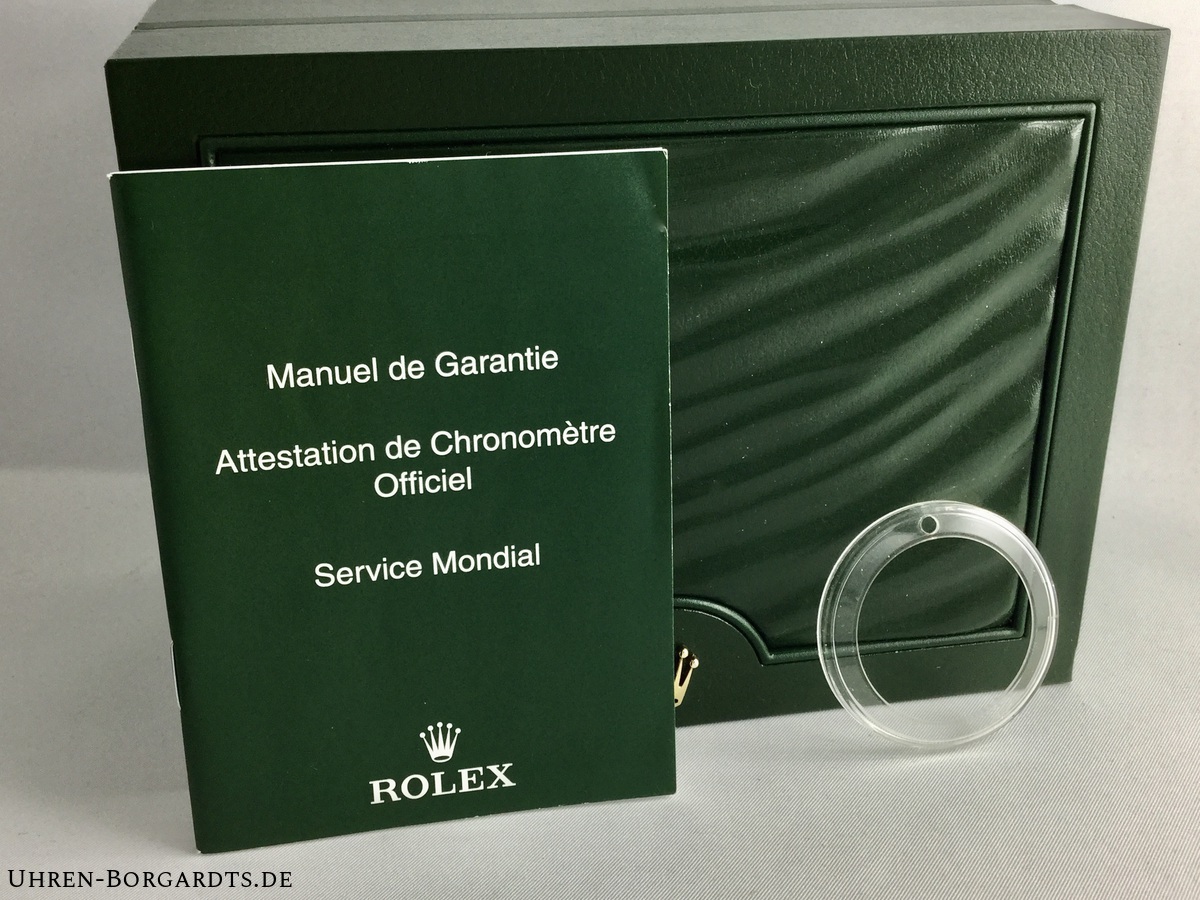 Manuel de Garantie
Attestation de Chronomètre
Officiel
Service Mondial
ROLEX
UHREN-BORGARDTS.DE